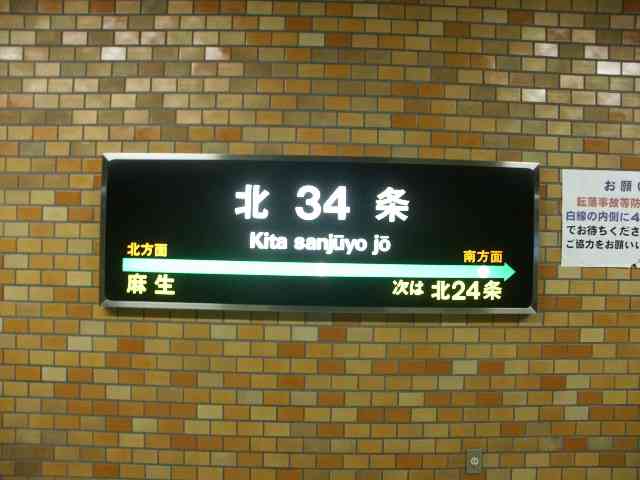 北 34 条
Kita sanjūyo jō
北方面
南方面
麻生
次は 北24条
お願
転落事故等防
白線の内側に4
でお待ちくださ
ご協力をお願いい